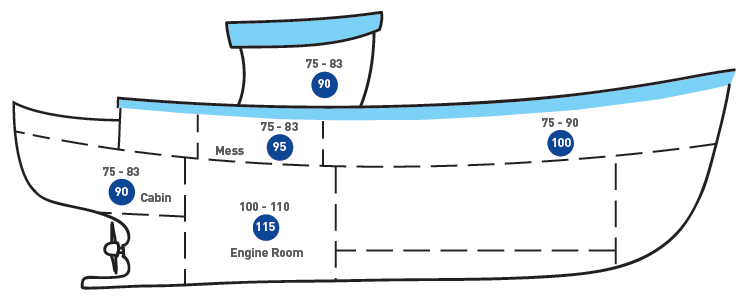 75 - 83
90
75 - 83
Mess
95
75 - 90
100
75 - 83
90
Cabin
100 - 110
115
Engine Room